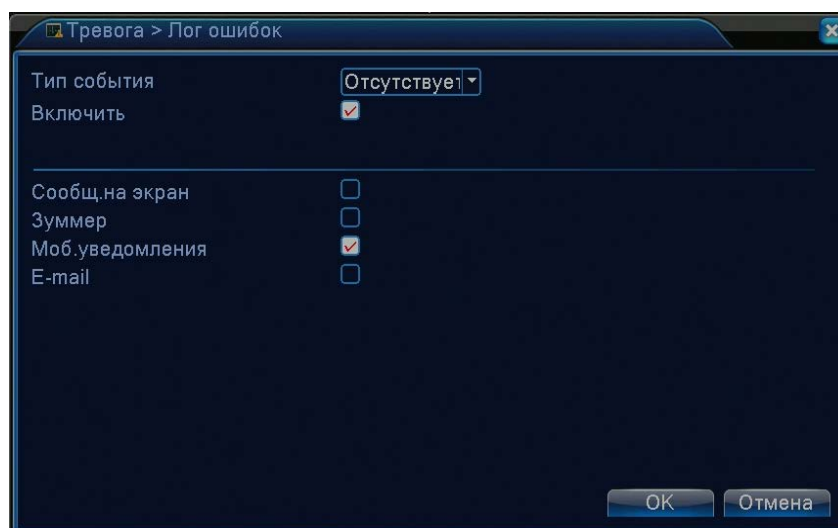 Тревога > Лог ошибок
Тип события Отсутствует
Включить
Сообщ.на экран
Зуммер
Моб.уведомления
E-mail
OK Отмена